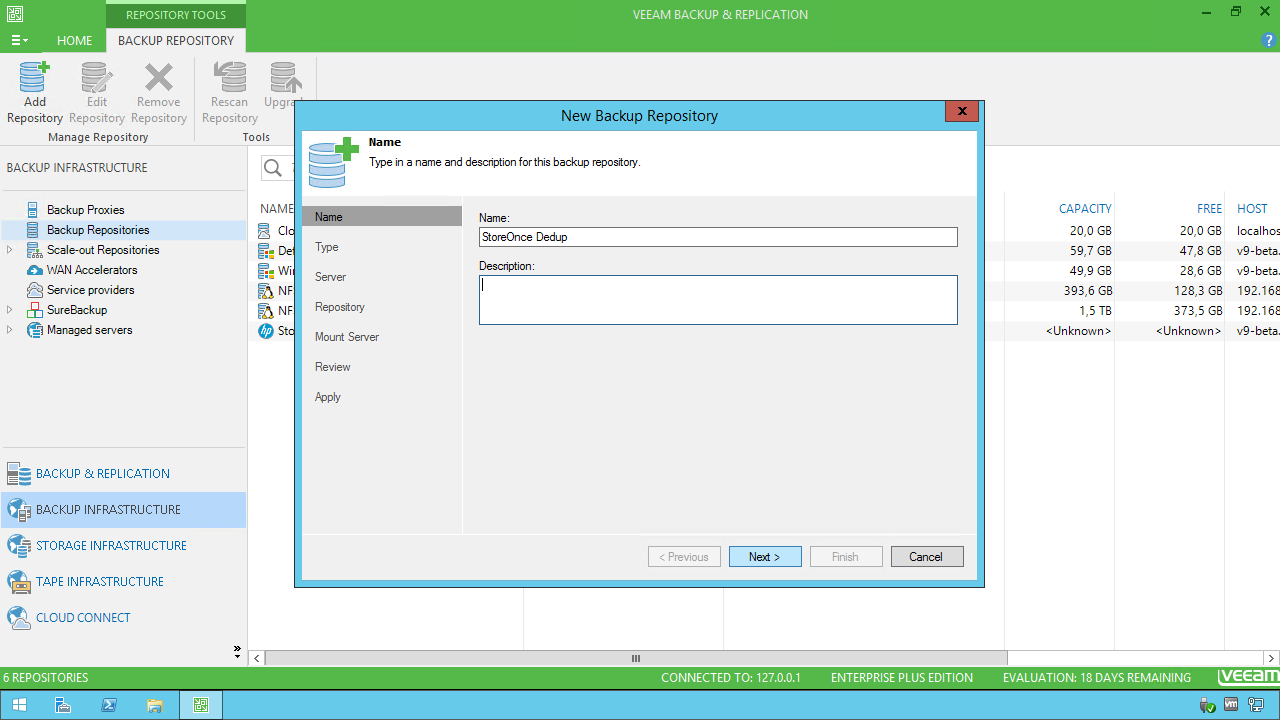 REPOSITORY TOOLS
VEEAM BACKUP & REPLICATION
HOME
BACKUP REPOSITORY
Add Repository
Edit Repository
Remove Repository
Rescan Repository
Manage Repository
Tools
BACKUP INFRASTRUCTURE
Backup Proxies
Backup Repositories
Scale-out Repositories
WAN Accelerators
Service providers
SureBackup
Managed servers
BACKUP & REPLICATION
BACKUP INFRASTRUCTURE
STORAGE INFRASTRUCTURE
TAPE INFRASTRUCTURE
CLOUD CONNECT
New Backup Repository
Name
Type in a name and description for this backup repository.
Name
Type
Server
Repository
Mount Server
Review
Apply
Name:
StoreOnce Dedup
Description:
< Previous
Next >
Finish
Cancel
NAME
CAPACITY FREE HOST
20,0 GB 20,0 GB localhos
59,7 GB 47,8 GB v9-beta.
49,9 GB 28,6 GB v9-beta.
393,6 GB 128,3 GB 192.168
1,5 TB 373,5 GB 192.168
hp
<Unknown> <Unknown> v9-beta.
6 REPOSITORIES
CONNECTED TO: 127.0.0.1
ENTERPRISE PLUS EDITION
EVALUATION: 18 DAYS REMAINING
veeam